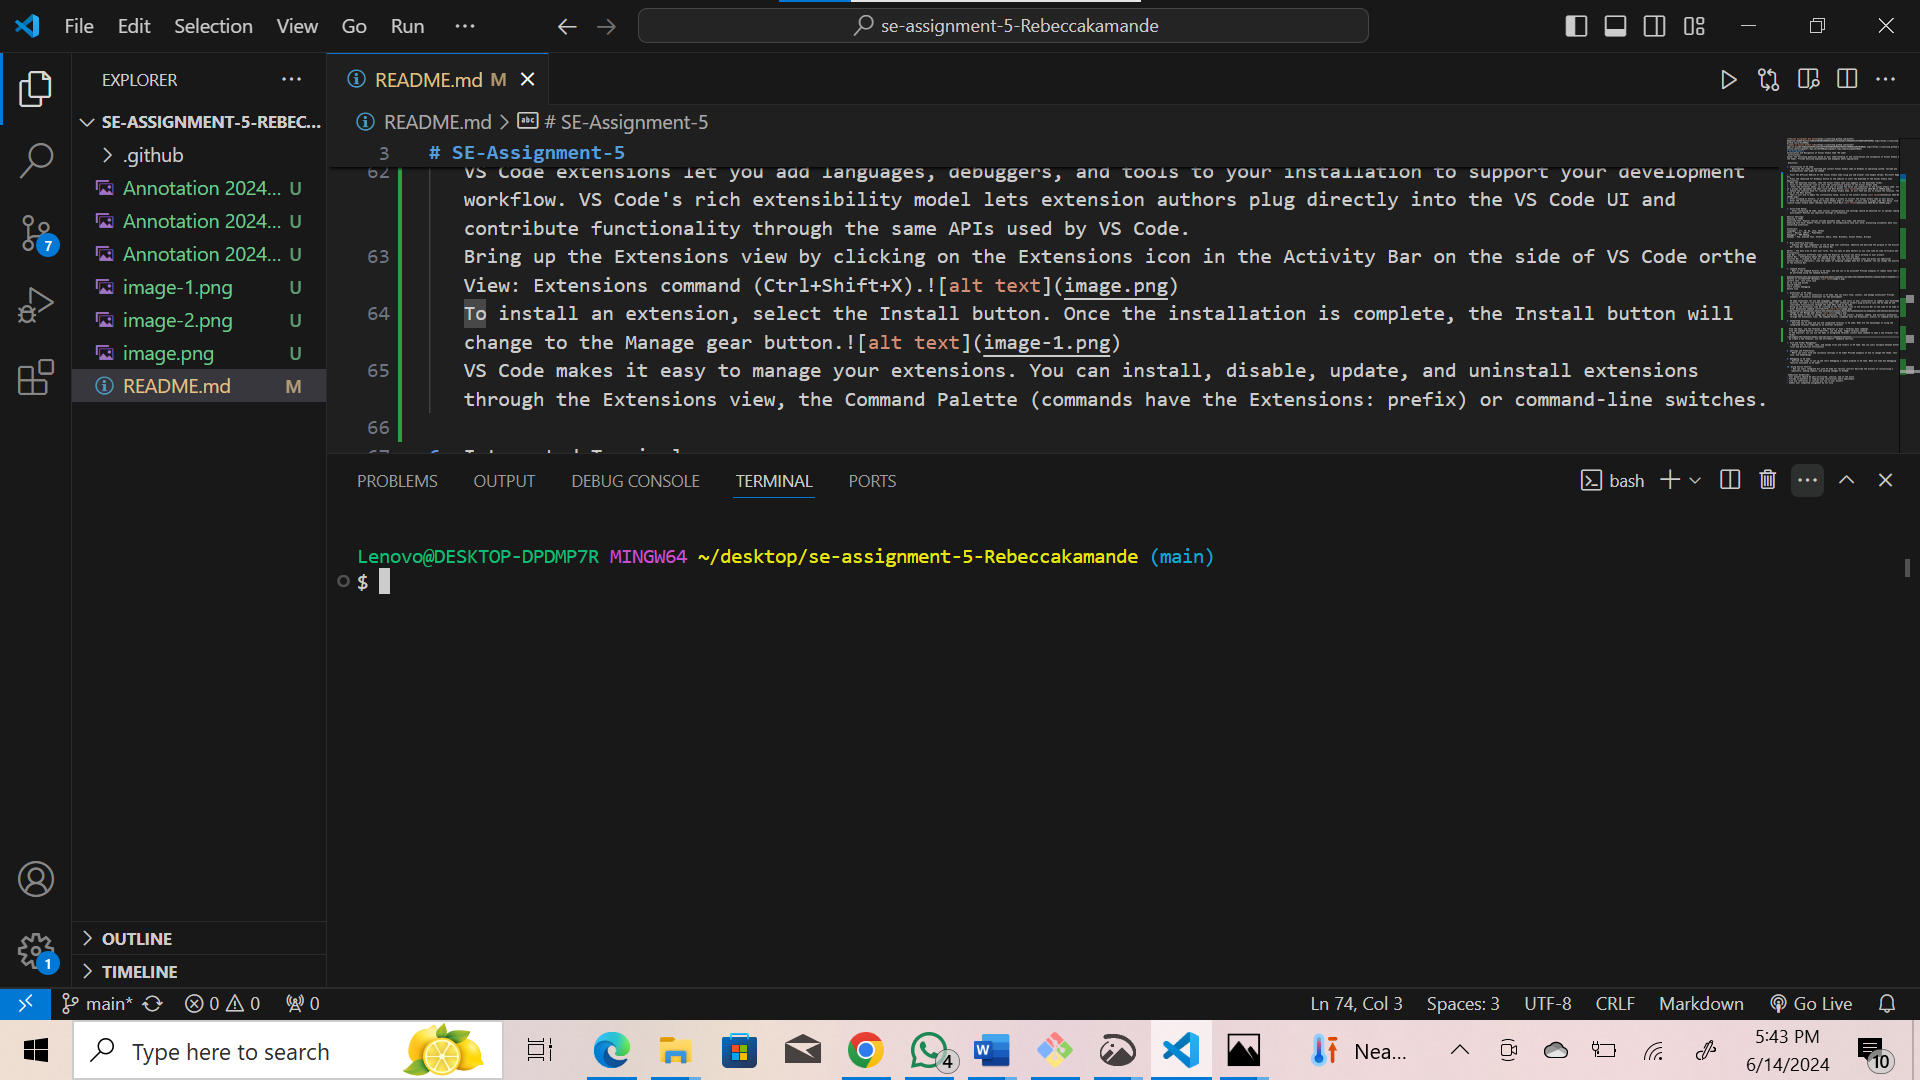 File Edit Selection View Go Run ··· se-assignment-5-Rebeccakamande
EXPLORER ···
SE-ASSIGNMENT-5-REBEC...
.github
Annotation 2024... U
Annotation 2024... U
Annotation 2024... U
image-1.png U
image-2.png U
image.png U
README.md M
OUTLINE
TIMELINE
7
1
README.md M
README.md > # SE-Assignment-5
3 # SE-Assignment-5
62 VS Code extensions let you add languages, debuggers, and tools to your installation to support your development
workflow. VS Code's rich extensibility model lets extension authors plug directly into the VS Code UI and
contribute functionality through the same APIs used by VS Code.
63 Bring up the Extensions view by clicking on the Extensions icon in the Activity Bar on the side of VS Code orthe
View: Extensions command (Ctrl+Shift+X).![alt text](image.png)
64 To install an extension, select the Install button. Once the installation is complete, the Install button will
change to the Manage gear button.![alt text](image-1.png)
65 VS Code makes it easy to manage your extensions. You can install, disable, update, and uninstall extensions
through the Extensions view, the Command Palette (commands have the Extensions: prefix) or command-line switches.
66
PROBLEMS OUTPUT DEBUG CONSOLE TERMINAL PORTS bash
Lenovo@DESKTOP-DPDMP7R MINGW64 ~/desktop/se-assignment-5-Rebeccakamande (main)
$
main* 0 0 0 Ln 74, Col 3 Spaces: 3 UTF-8 CRLF Markdown Go Live
Type here to search 4 Nea... 5:43 PM
6/14/2024 10